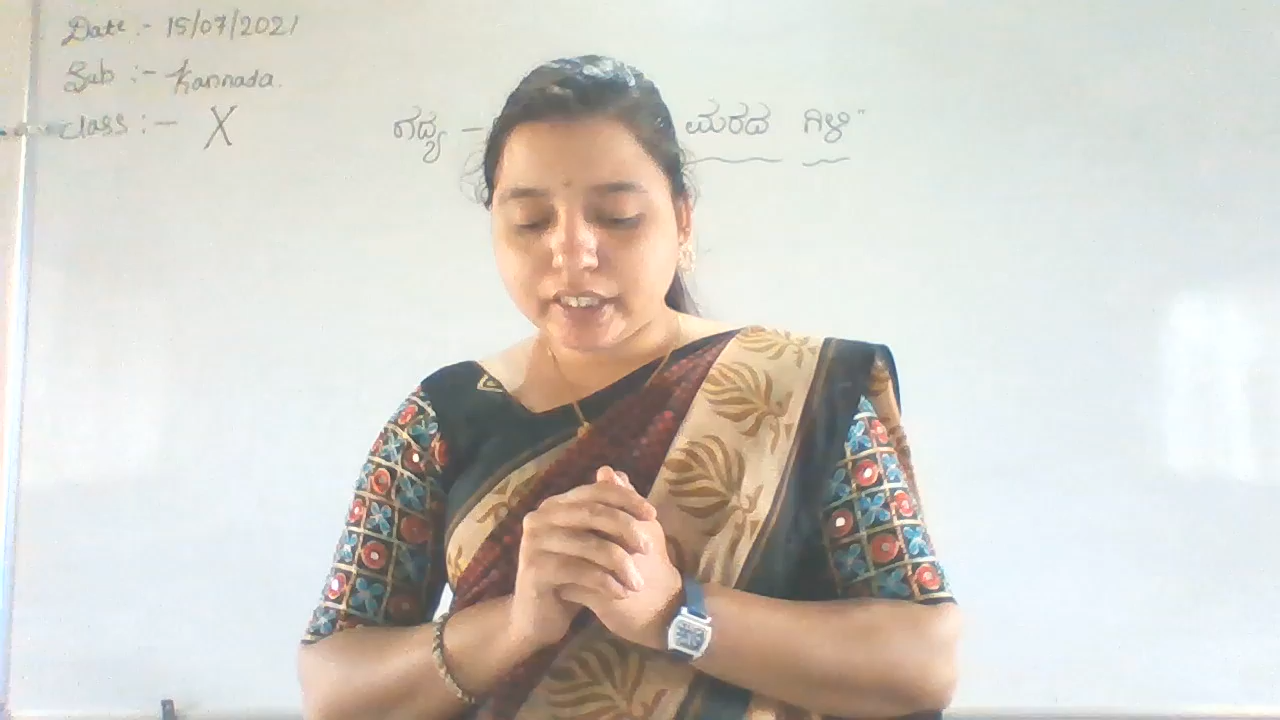 Date :- 15/07/2021
Sub :- Kannada.
class :- X
ಗದ್ಯ - ಮರದ ಗಿಳಿ"